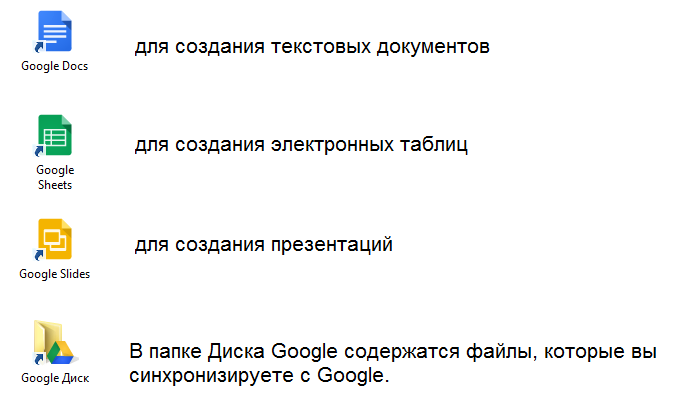 Google Docs
для создания текстовых документов
Google
Sheets
для создания электронных таблиц
Google Slides
для создания презентаций
Google Диск
В папке Диска Google содержатся файлы, которые вы
синхронизируете с Google.